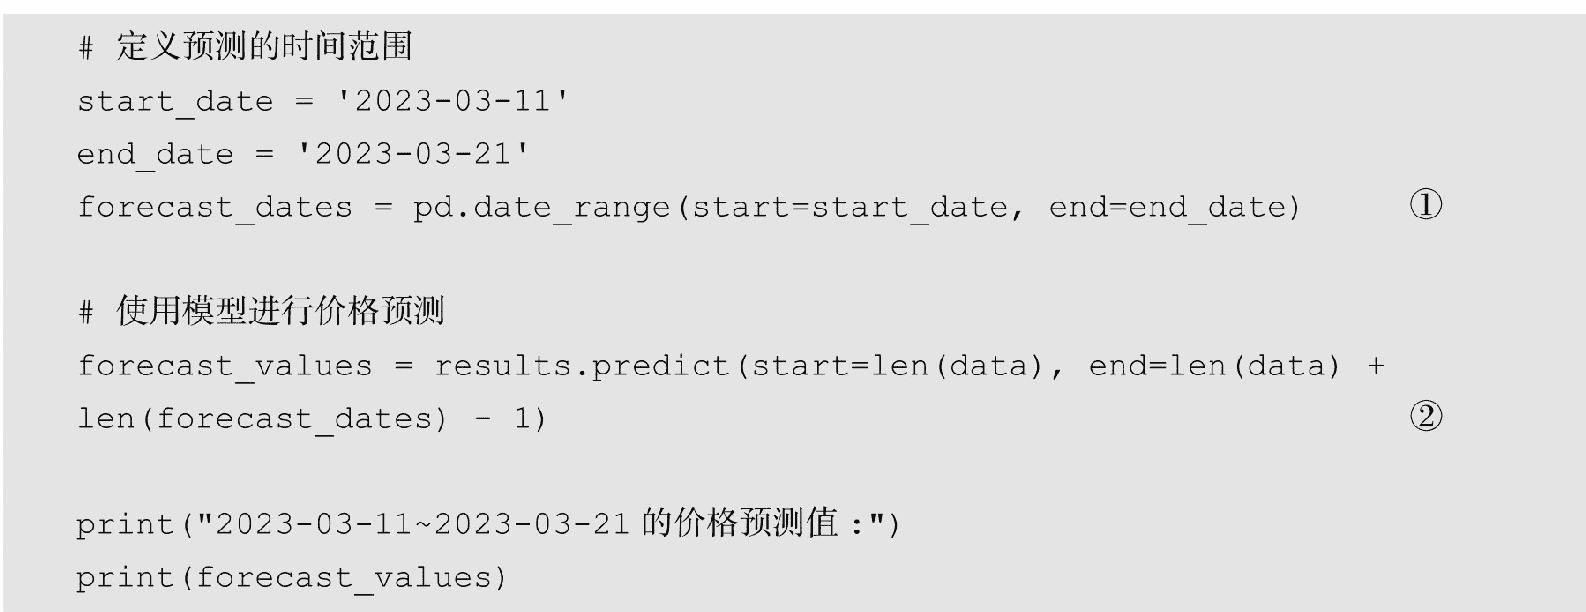 # 定义预测的时间范围
start_date = '2023-03-11'
end_date = '2023-03-21'
forecast_dates = pd.date_range(start=start_date, end=end_date) ①
# 使用模型进行价格预测
forecast_values = results.predict(start=len(data), end=len(data) +
len(forecast_dates) - 1) ②
print("2023-03-11~2023-03-21 的价格预测值:")
print(forecast_values)